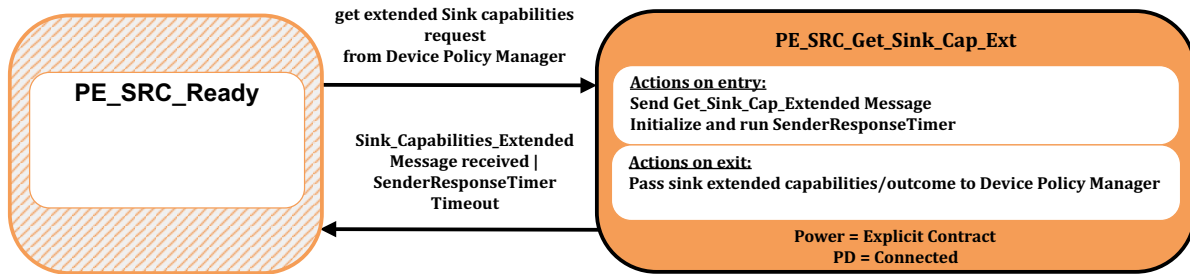 PE_SRC_Ready
get extended Sink capabilities
request
from Device Policy Manager
Sink_Capabilities_Extended
Message received |
SenderResponseTimer
Timeout
PE_SRC_Get_Sink_Cap_Ext
Actions on entry:
Send Get_Sink_Cap_Extended Message
Initialize and run SenderResponseTimer
Actions on exit:
Pass sink extended capabilities/outcome to Device Policy Manager
Power = Explicit Contract
PD = Connected